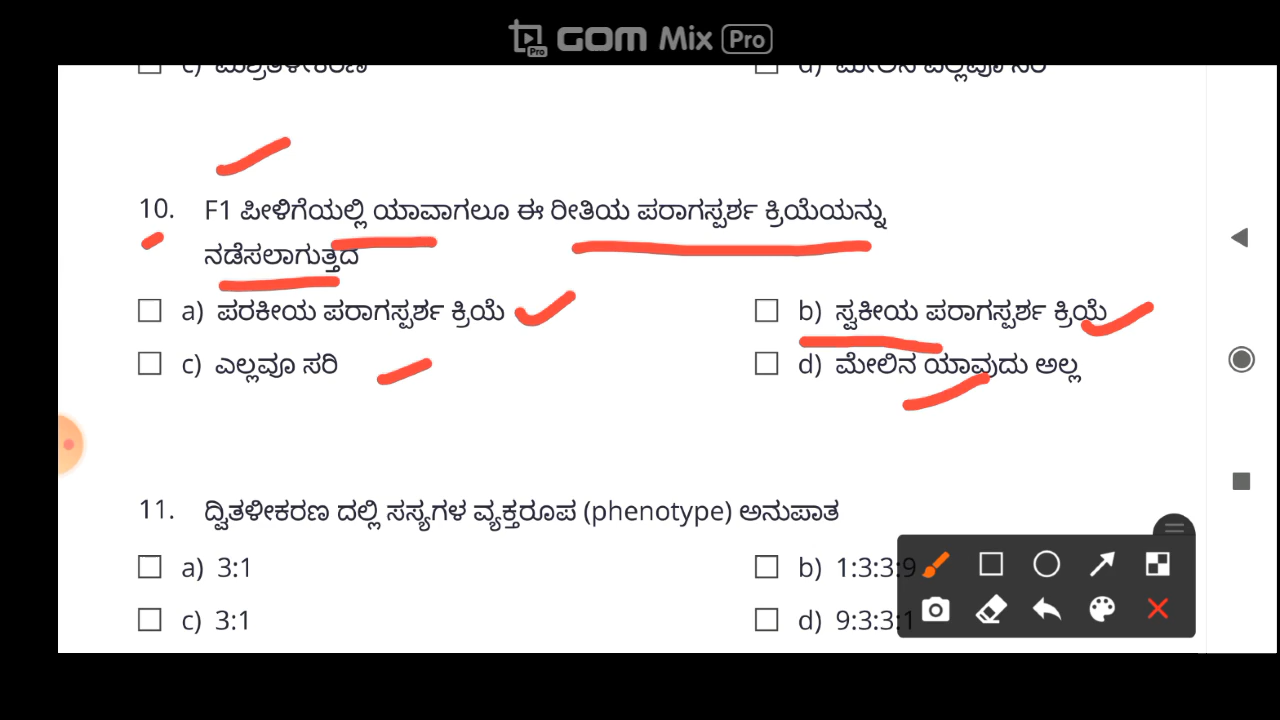 GOM Mix Pro
Pro
10. F1 ಪೀಳಿಗೆಯಲ್ಲಿ ಯಾವಾಗಲೂ ಈ ರೀತಿಯ ಪರಾಗಸ್ಪರ್ಶ ಕ್ರಿಯೆಯನ್ನು
ನಡೆಸಲಾಗುತ್ತದೆ
a) ಪರಕೀಯ ಪರಾಗಸ್ಪರ್ಶ ಕ್ರಿಯೆ
b) ಸ್ವಕೀಯ ಪರಾಗಸ್ಪರ್ಶ ಕ್ರಿಯೆ
c) ಎಲ್ಲವೂ ಸರಿ
d) ಮೇಲಿನ ಯಾವುದು ಅಲ್ಲ
11. ದ್ವಿತಳೀಕರಣ ದಲ್ಲಿ ಸಸ್ಯಗಳ ವ್ಯಕ್ತರೂಪ (phenotype) ಅನುಪಾತ
a) 3:1
b) 1:3:3:9
c) 3:1
d) 9:3:3:1